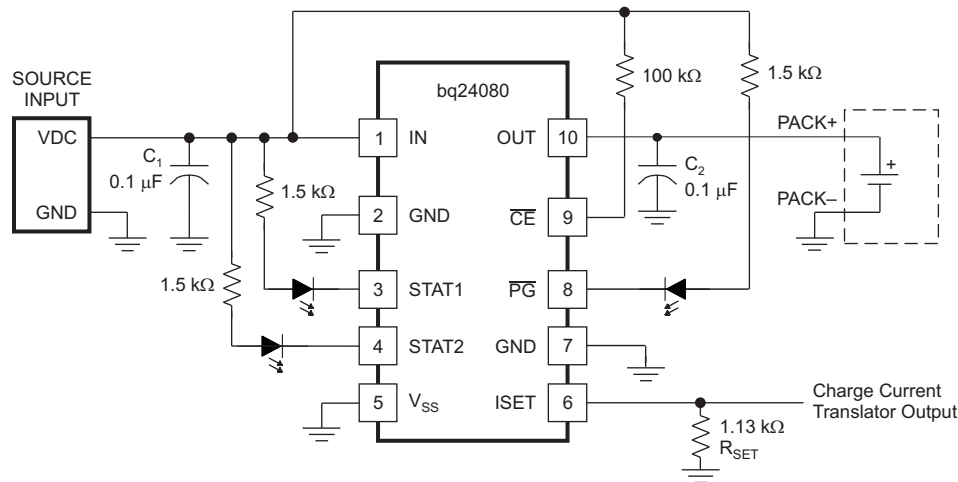 SOURCE
INPUT
VDC
GND
C1
0.1 μF
1.5 kΩ
1.5 kΩ
bq24080
1
IN
2
GND
3
STAT1
4
STAT2
5
VSS
OUT
10
CE
9
PG
8
GND
7
ISET
6
100 kΩ
1.5 kΩ
C2
0.1 μF
PACK+
PACK–
+
Charge Current
Translator Output
1.13 kΩ
RSET